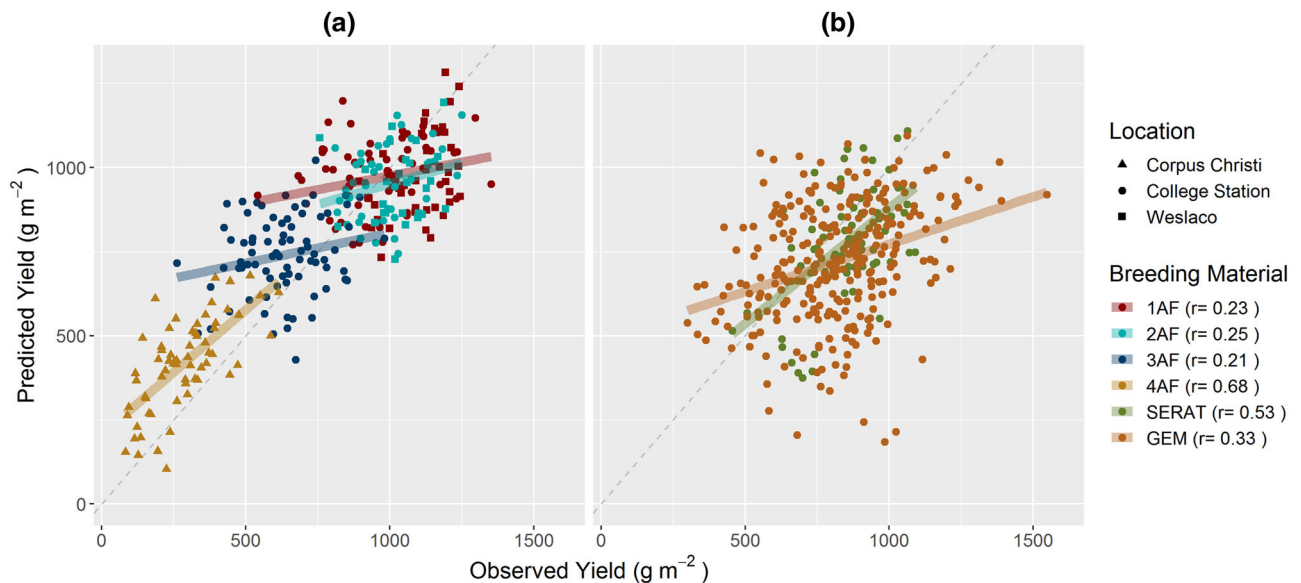 (a)
(b)
Predicted Yield (g m⁻²)
1000
500
0
0 500 1000 1500
0 500 1000 1500
Observed Yield (g m⁻²)
Location
Corpus Christi
College Station
Weslaco
Breeding Material
1AF (r= 0.23 )
2AF (r= 0.25 )
3AF (r= 0.21 )
4AF (r= 0.68 )
SERAT (r= 0.53 )
GEM (r= 0.33 )